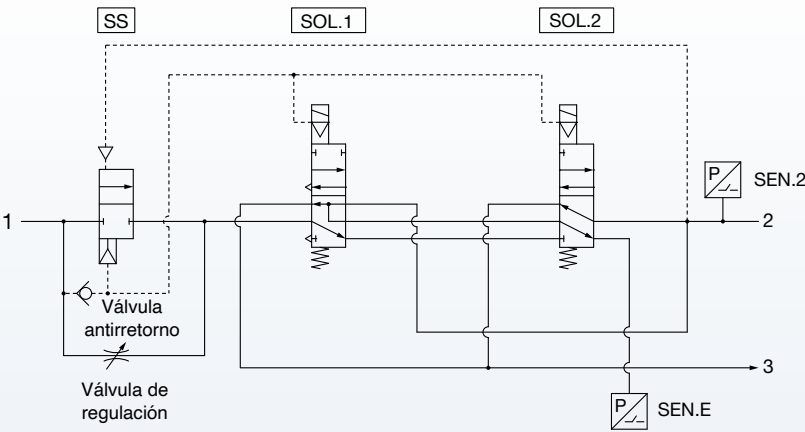 SS
SOL.1
SOL.2
P
SEN.2
1
2
Válvula
antirretorno
3
Válvula de
regulación
P
SEN.E